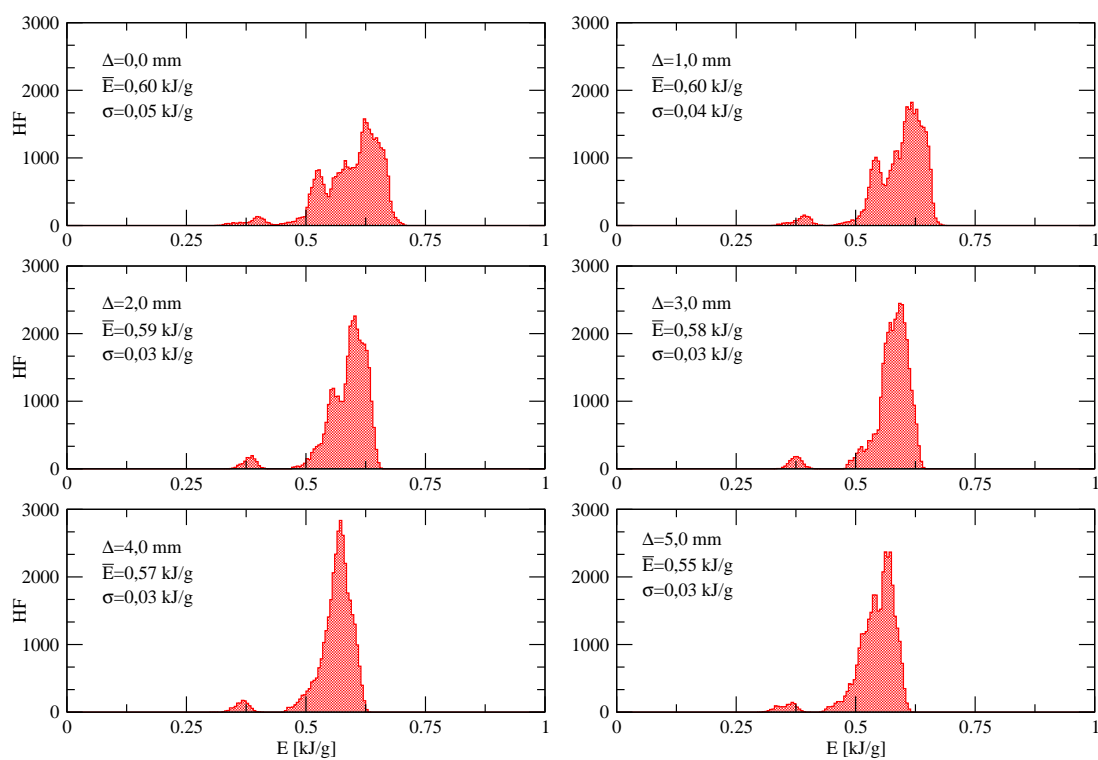 3000
2000
1000
0
HF
Δ=0,0 mm
E̅=0,60 kJ/g
σ=0,05 kJ/g
0 0.25 0.5 0.75 1
Δ=1,0 mm
E̅=0,60 kJ/g
σ=0,04 kJ/g
3000
2000
1000
0
0 0.25 0.5 0.75 1
3000
2000
1000
0
HF
Δ=2,0 mm
E̅=0,59 kJ/g
σ=0,03 kJ/g
0 0.25 0.5 0.75 1
3000
2000
1000
0
Δ=3,0 mm
E̅=0,58 kJ/g
σ=0,03 kJ/g
0 0.25 0.5 0.75 1
3000
2000
1000
0
HF
Δ=4,0 mm
E̅=0,57 kJ/g
σ=0,03 kJ/g
0 0.25 0.5 0.75 1
E [kJ/g]
3000
2000
1000
0
Δ=5,0 mm
E̅=0,55 kJ/g
σ=0,03 kJ/g
0 0.25 0.5 0.75 1
E [kJ/g]